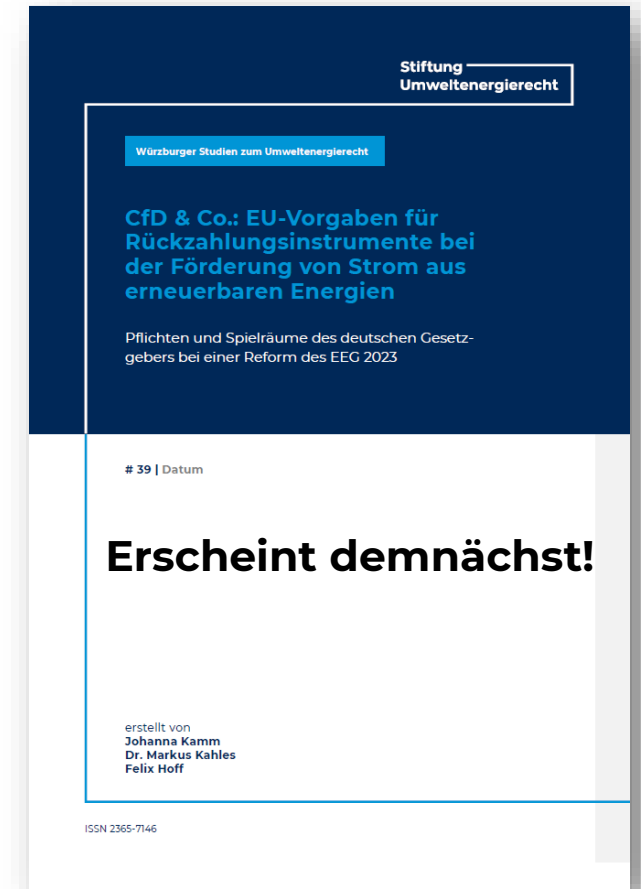 Stiftung
Umweltenergierecht
Würzburger Studien zum Umweltenergierecht
CfD & Co.: EU-Vorgaben für
Rückzahlungsinstrumente bei
der Förderung von Strom aus
erneuerbaren Energien
Pflichten und Spielräume des deutschen Gesetz-
gebers bei einer Reform des EEG 2023
# 39 | Datum
Erscheint demnächst!
erstellt von
Johanna Kamm
Dr. Markus Kahles
Felix Hoff
ISSN 2365-7146